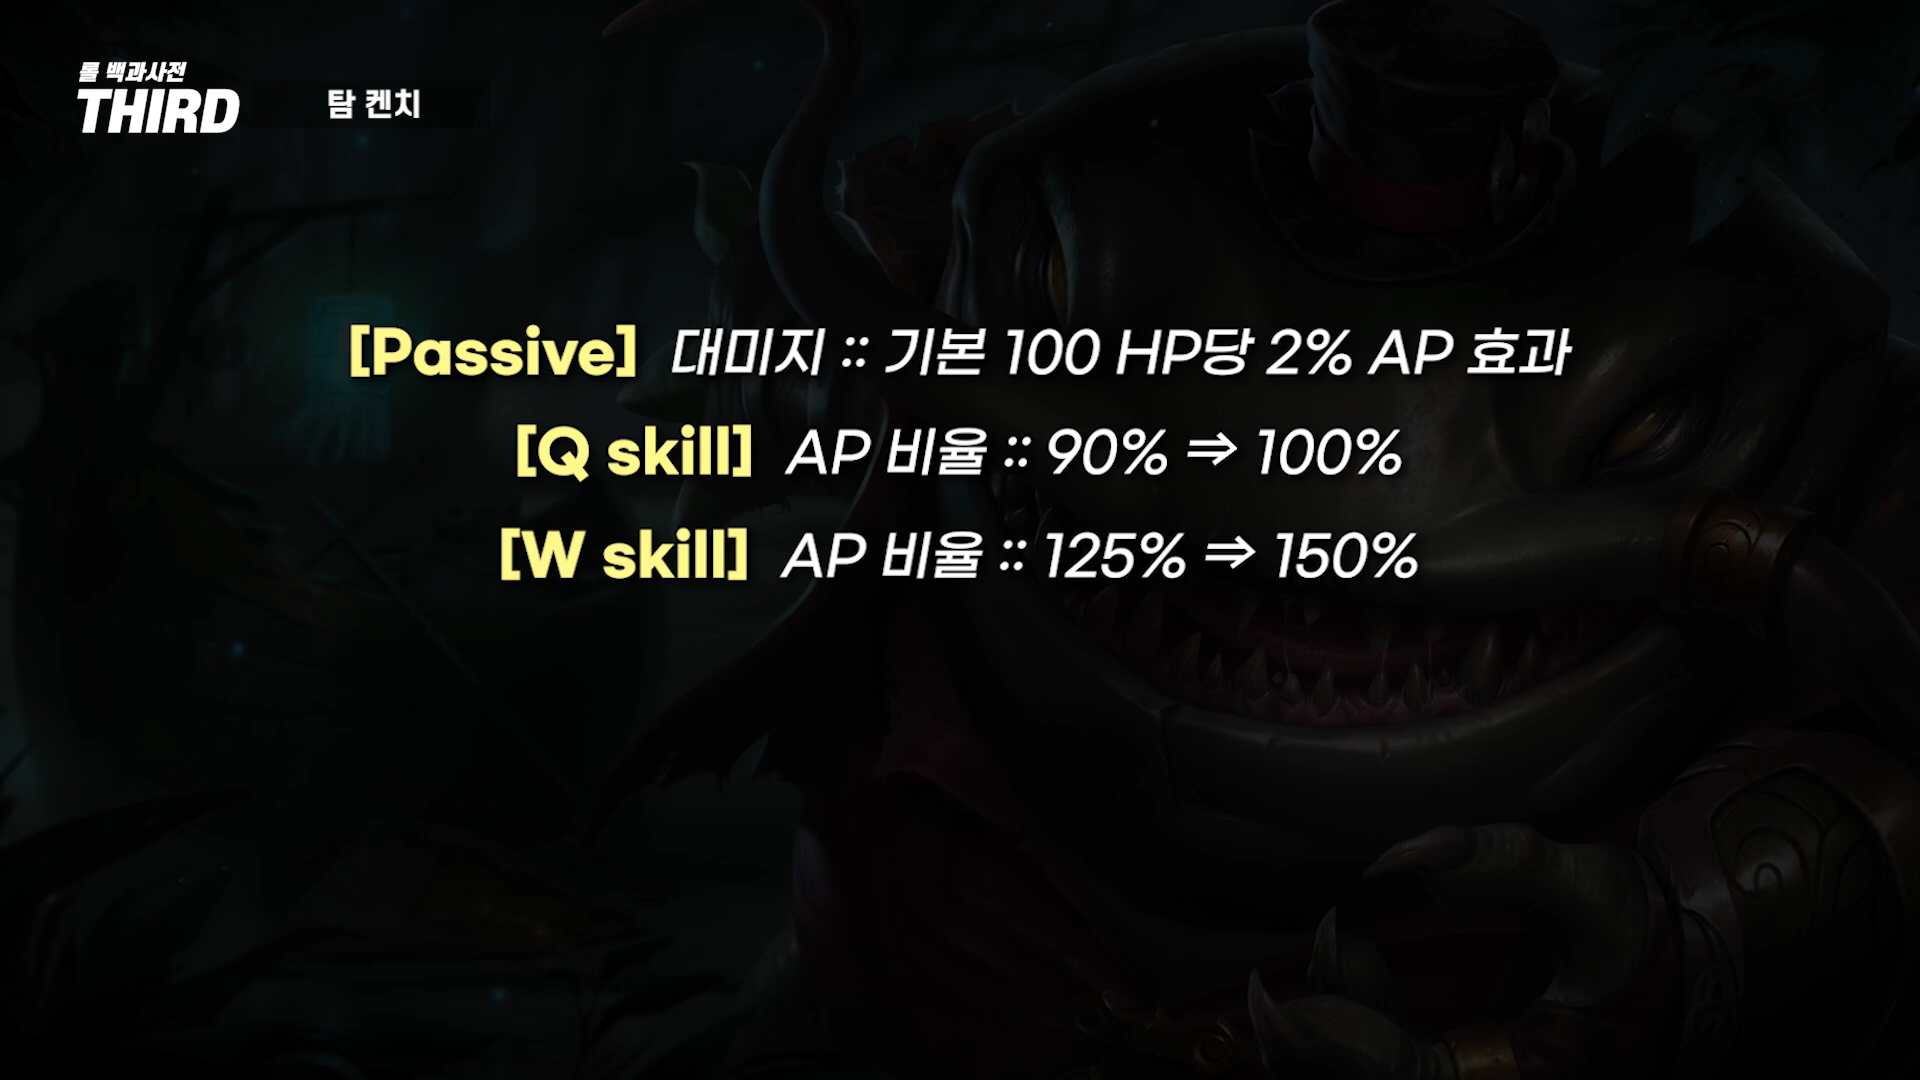 롤 백과사전
THIRD
탐 켄치
[Passive] 대미지 :: 기본 100 HP당 2% AP 효과
[Q skill] AP 비율 :: 90% ⇒ 100%
[W skill] AP 비율 :: 125% ⇒ 150%